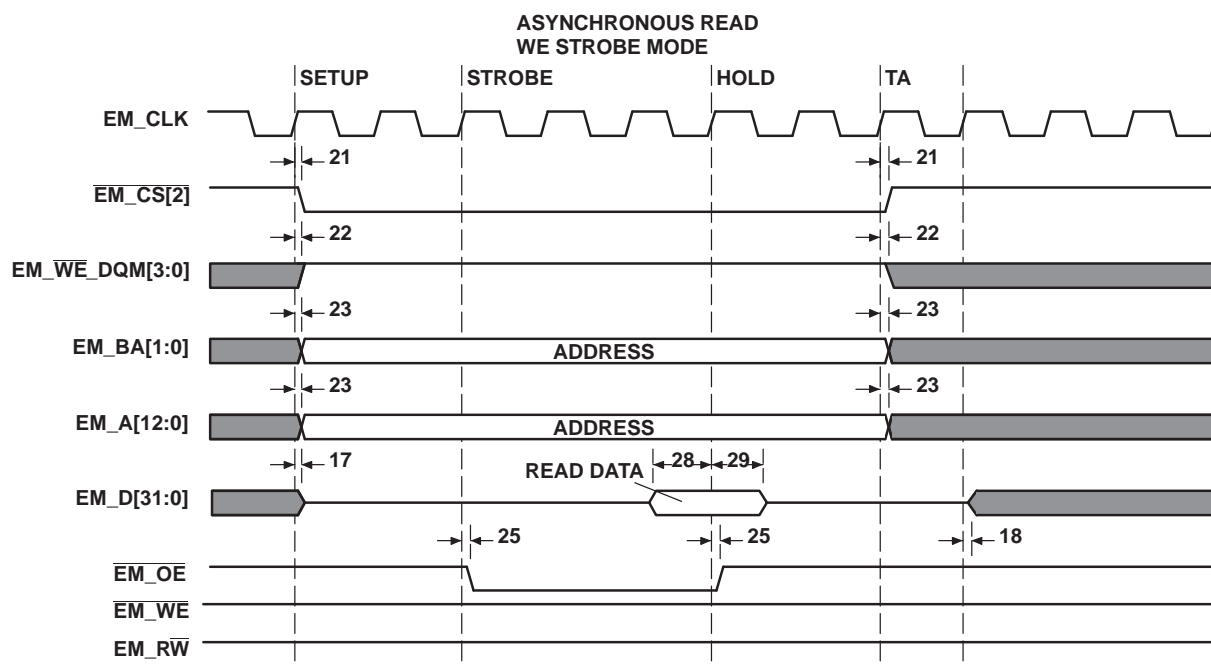 ASYNCHRONOUS READ
WE STROBE MODE
SETUP STROBE HOLD TA
EM_CLK
21 21
EM_CS[2]
22 22
EM_WE_DQM[3:0]
23 23
EM_BA[1:0] ADDRESS
23 23
EM_A[12:0] ADDRESS
17 28 29
READ DATA
EM_D[31:0]
25 25 18
EM_OE
EM_WE
EM_RW